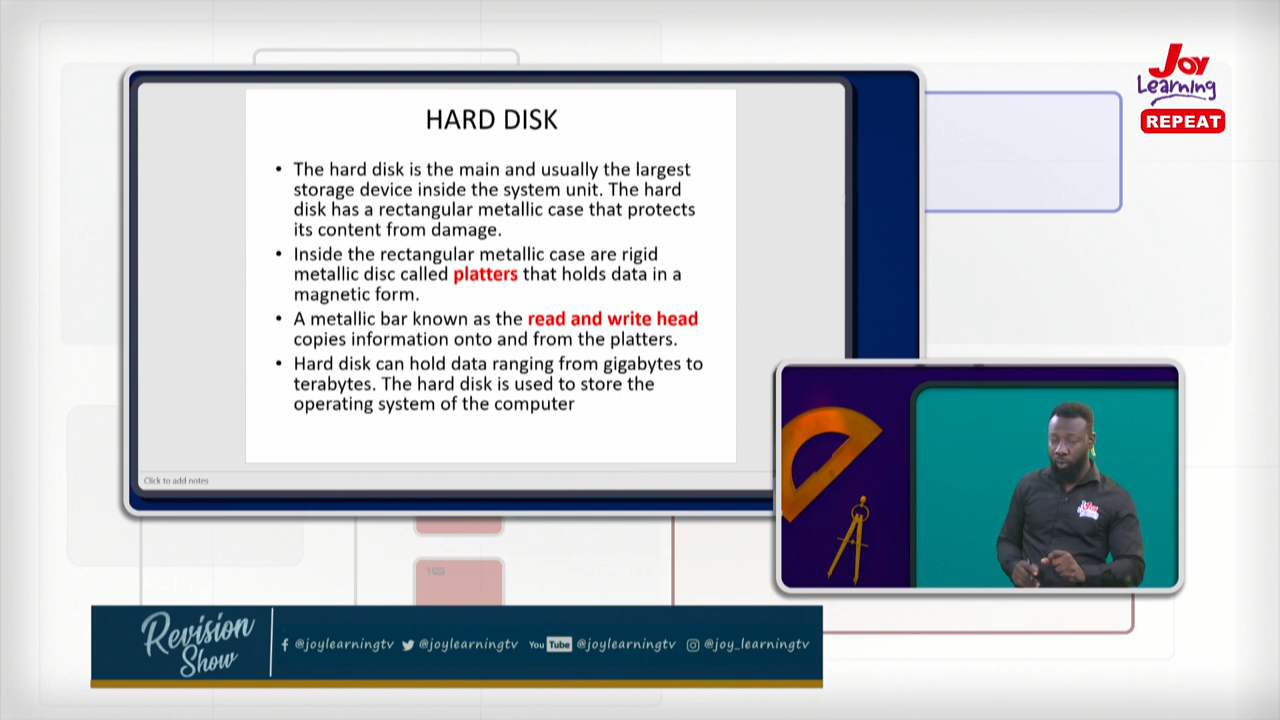 HARD DISK
• The hard disk is the main and usually the largest
storage device inside the system unit. The hard
disk has a rectangular metallic case that protects
its content from damage.
• Inside the rectangular metallic case are rigid
metallic disc called platters that holds data in a
magnetic form.
• A metallic bar known as the read and write head
copies information onto and from the platters.
• Hard disk can hold data ranging from gigabytes to
terabytes. The hard disk is used to store the
operating system of the computer
Click to add notes
Joy
Learning
REPEAT
Revision
Show
@joylearningtv @joylearningtv YouTube @joylearningtv @joy_learningtv